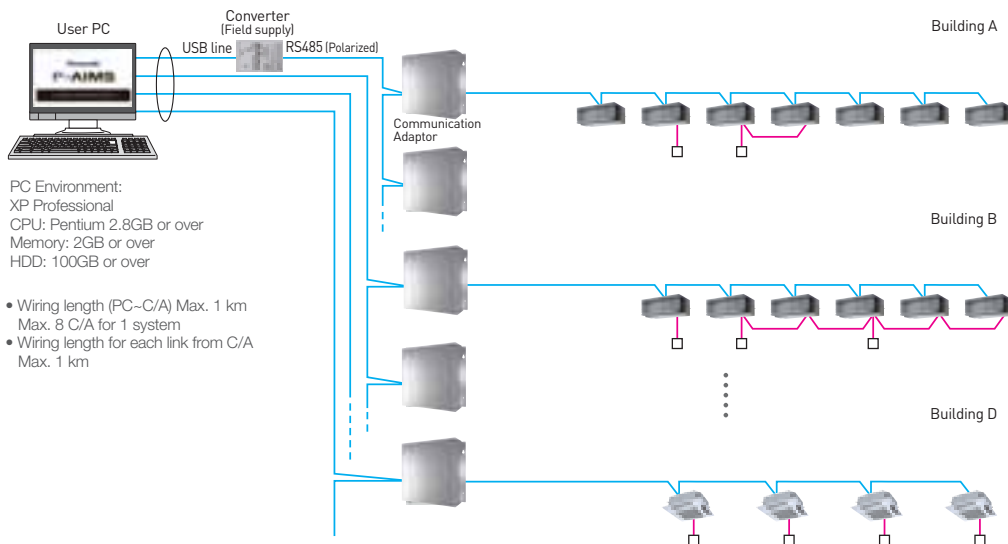 User PC
Converter
(Field supply)
USB line
RS485 (Polarized)
P-AIMS
Communication
Adaptor
Building A
PC Environment:
XP Professional
CPU: Pentium 2.8GB or over
Memory: 2GB or over
HDD: 100GB or over
Building B
• Wiring length (PC~C/A) Max. 1 km
Max. 8 C/A for 1 system
• Wiring length for each link from C/A
Max. 1 km
Building D